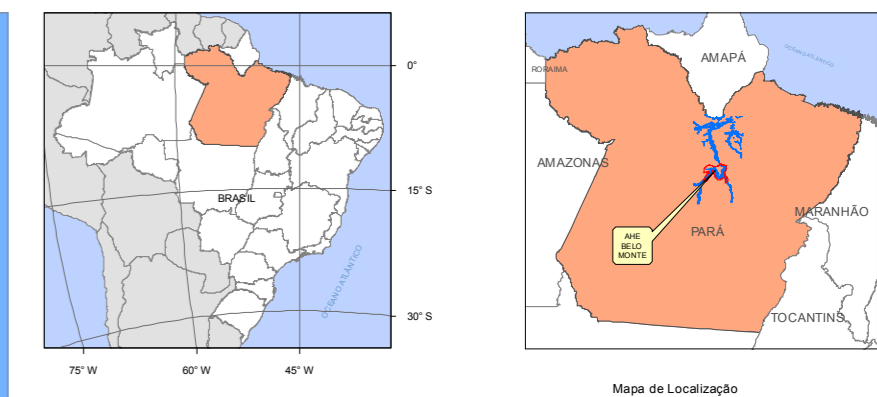 0°
BRASIL
15° S
OCEANO ATLÂNTICO
30° S
75° W
60° W
45° W
OCEANO ATLÂNTICO
AMAPÁ
RORAIMA
AMAZONAS
MARANHÃO
PARÁ
AHE
BELO
MONTE
TOCANTINS
Mapa de Localização